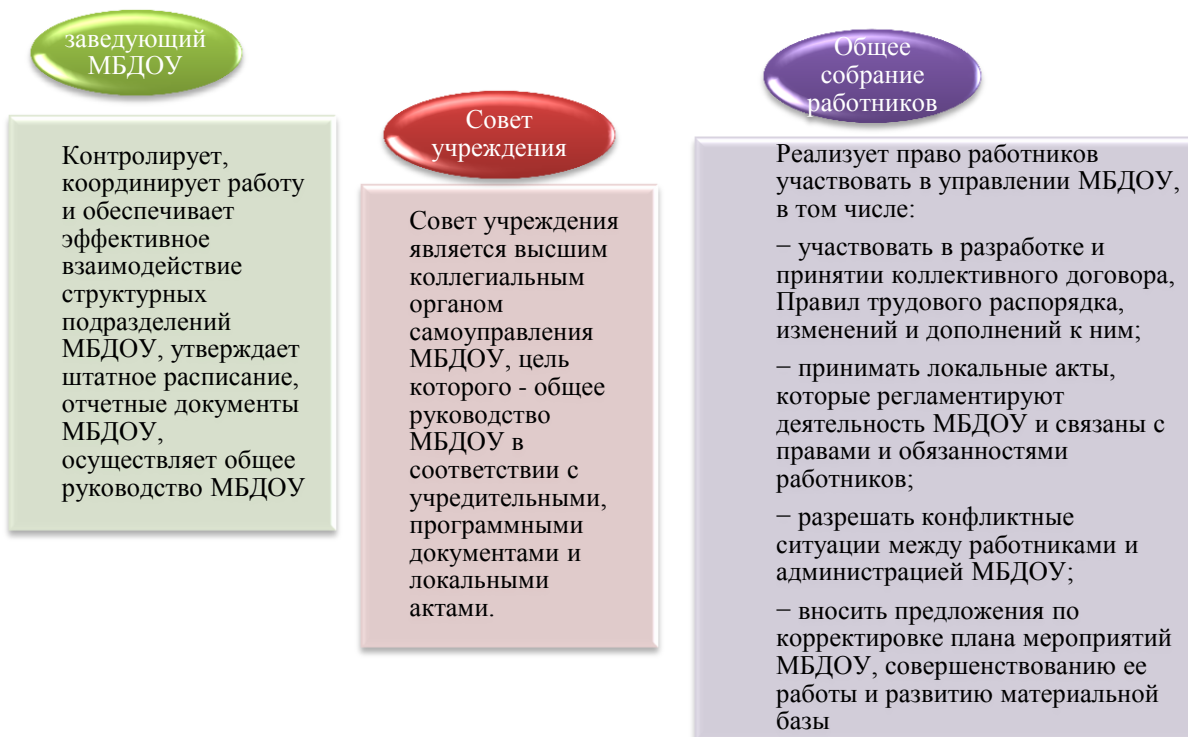 заведующий
МБДОУ
Контролирует,
координирует работу
и обеспечивает
эффективное
взаимодействие
структурных
подразделений
МБДОУ, утверждает
штатное расписание,
отчетные документы
МБДОУ,
осуществляет общее
руководство МБДОУ
Совет
учреждения
Совет учреждения
является высшим
коллегиальным
органом
самоуправления
МБДОУ, цель
которого - общее
руководство
МБДОУ в
соответствии с
учредительными,
программными
документами и
локальными
актами.
Общее
собрание
работников
Реализует право работников
участвовать в управлении МБДОУ,
в том числе:
− участвовать в разработке и
принятии коллективного договора,
Правил трудового распорядка,
изменений и дополнений к ним;
− принимать локальные акты,
которые регламентируют
деятельность МБДОУ и связаны с
правами и обязанностями
работников;
− разрешать конфликтные
ситуации между работниками и
администрацией МБДОУ;
− вносить предложения по
корректировке плана мероприятий
МБДОУ, совершенствованию ее
работы и развитию материальной
базы